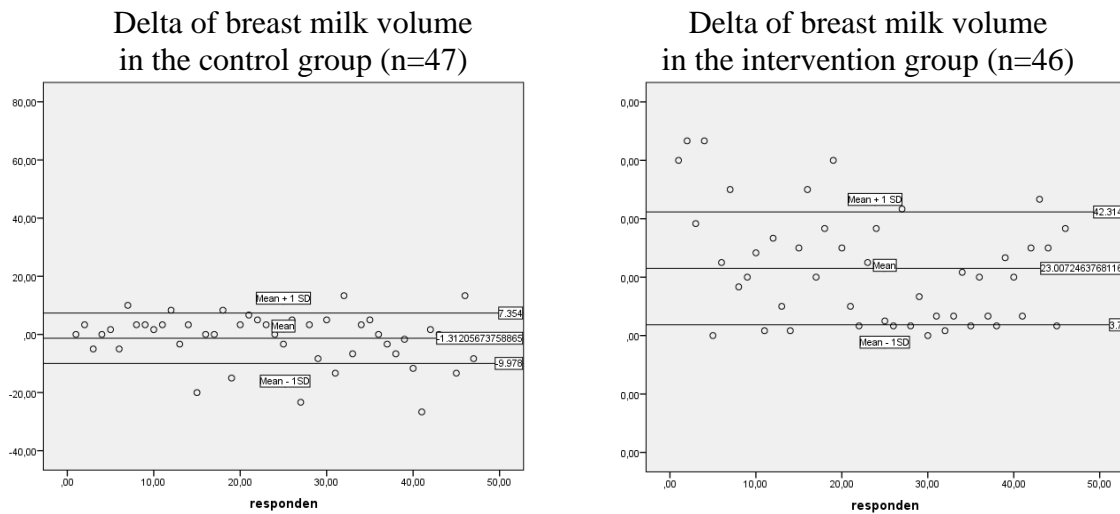 Delta of breast milk volume
in the control group (n=47)
80,00
60,00
40,00
20,00
,00
-20,00
-40,00
Mean + 1 SD
7.354
Mean
-1.31205673758865
-9.978
Mean - 1SD
,00
10,00
20,00
30,00
40,00
50,00
responden
Delta of breast milk volume
in the intervention group (n=46)
0,00
0,00
0,00
0,00
0,00
0,00
0,00
Mean + 1 SD
42.314
Mean
23.0072463768116
3.7
Mean - 1SD
,00
10,00
20,00
30,00
40,00
50,00
responden